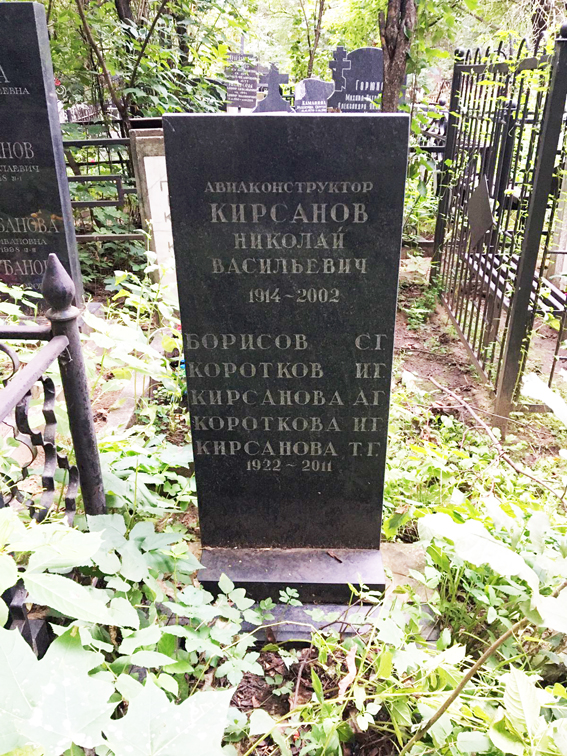 АВИАКОНСТРУКТОР
КИРСАНОВ
НИКОЛАЙ
ВАСИЛЬЕВИЧ
1914~2002
БОРИСОВ С.Г.
КОРОТКОВ И.Г.
КИРСАНОВА А.Г.
КОРОТКОВА И.Г.
КИРСАНОВА Т.Г.
1922~2011